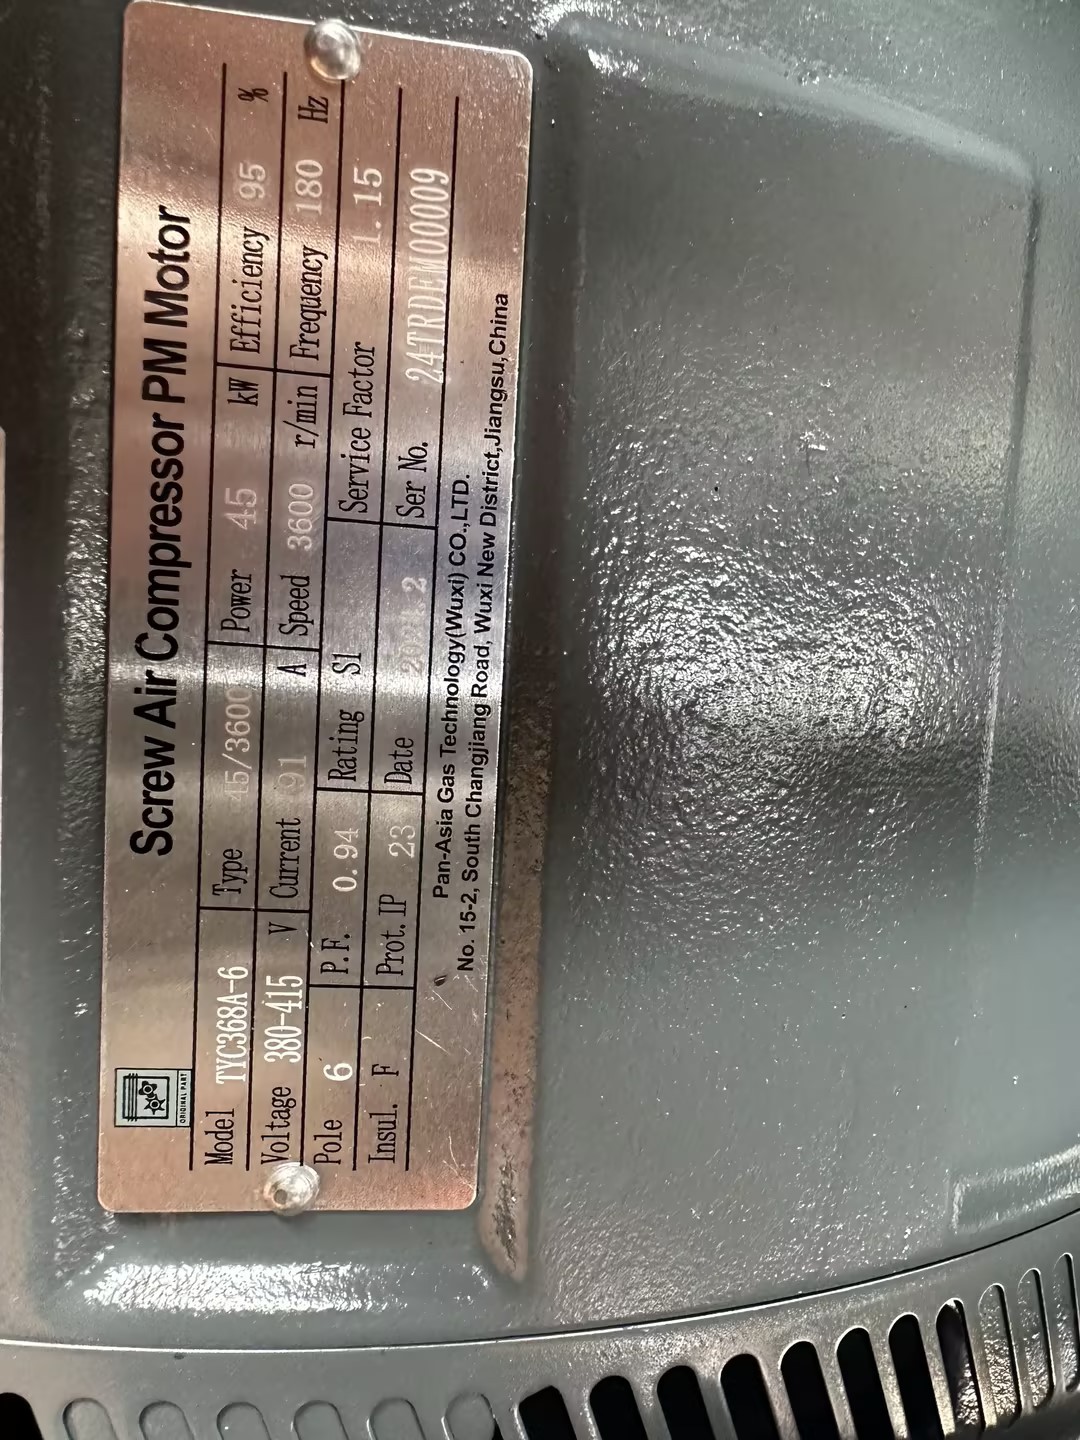 Screw Air Compressor PM Motor
ORIGINAL PART
Model TYC368A-6 Type 45/3600 Power 45 kW Efficiency 95 %
Voltage 380-415 V Current 91 A Speed 3600 r/min Frequency 180 Hz
Pole 6 P.F. 0.94 Rating S1 Service Factor 1.15
Insul. F Prot.IP 23 Date Ser No. 24TRDEM00009
Pan-Asia Gas Technology(Wuxi) CO.,LTD.
No. 15-2, South Changjiang Road, Wuxi New District,Jiangsu,China